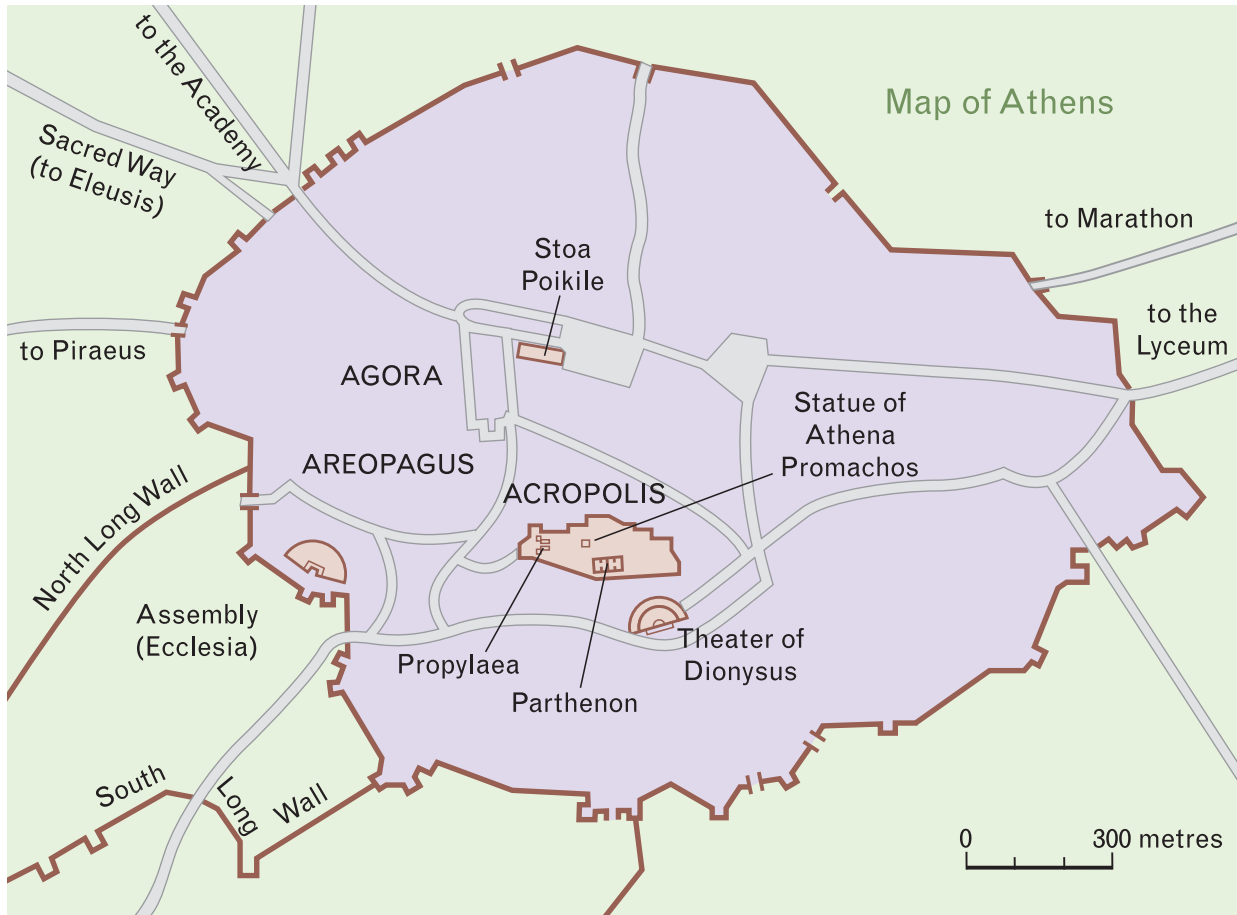 to the Academy
Map of Athens
Sacred Way
(to Eleusis)
to Marathon
Stoa
Poikile
to the
Lyceum
to Piraeus
AGORA
Statue of
Athena
Promachos
AREOPAGUS
ACROPOLIS
North Long Wall
Assembly
(Ecclesia)
Theater of
Dionysus
Propylaea
Parthenon
South
Long
Wall
0 300 metres